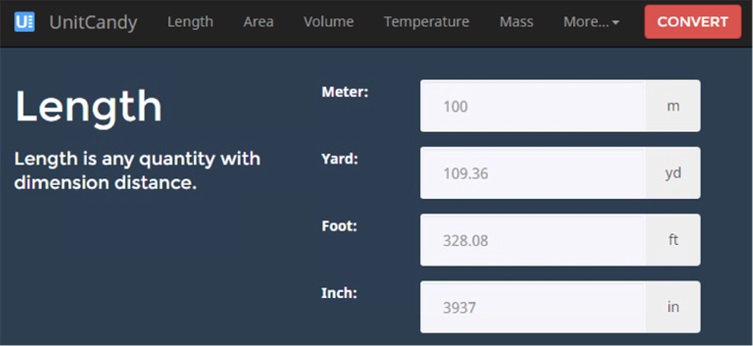 U UnitCandy Length Area Volume Temperature Mass More... CONVERT
Length
Length is any quantity with
dimension distance.
Meter: 100 m
Yard: 109.36 yd
Foot: 328.08 ft
Inch: 3937 in